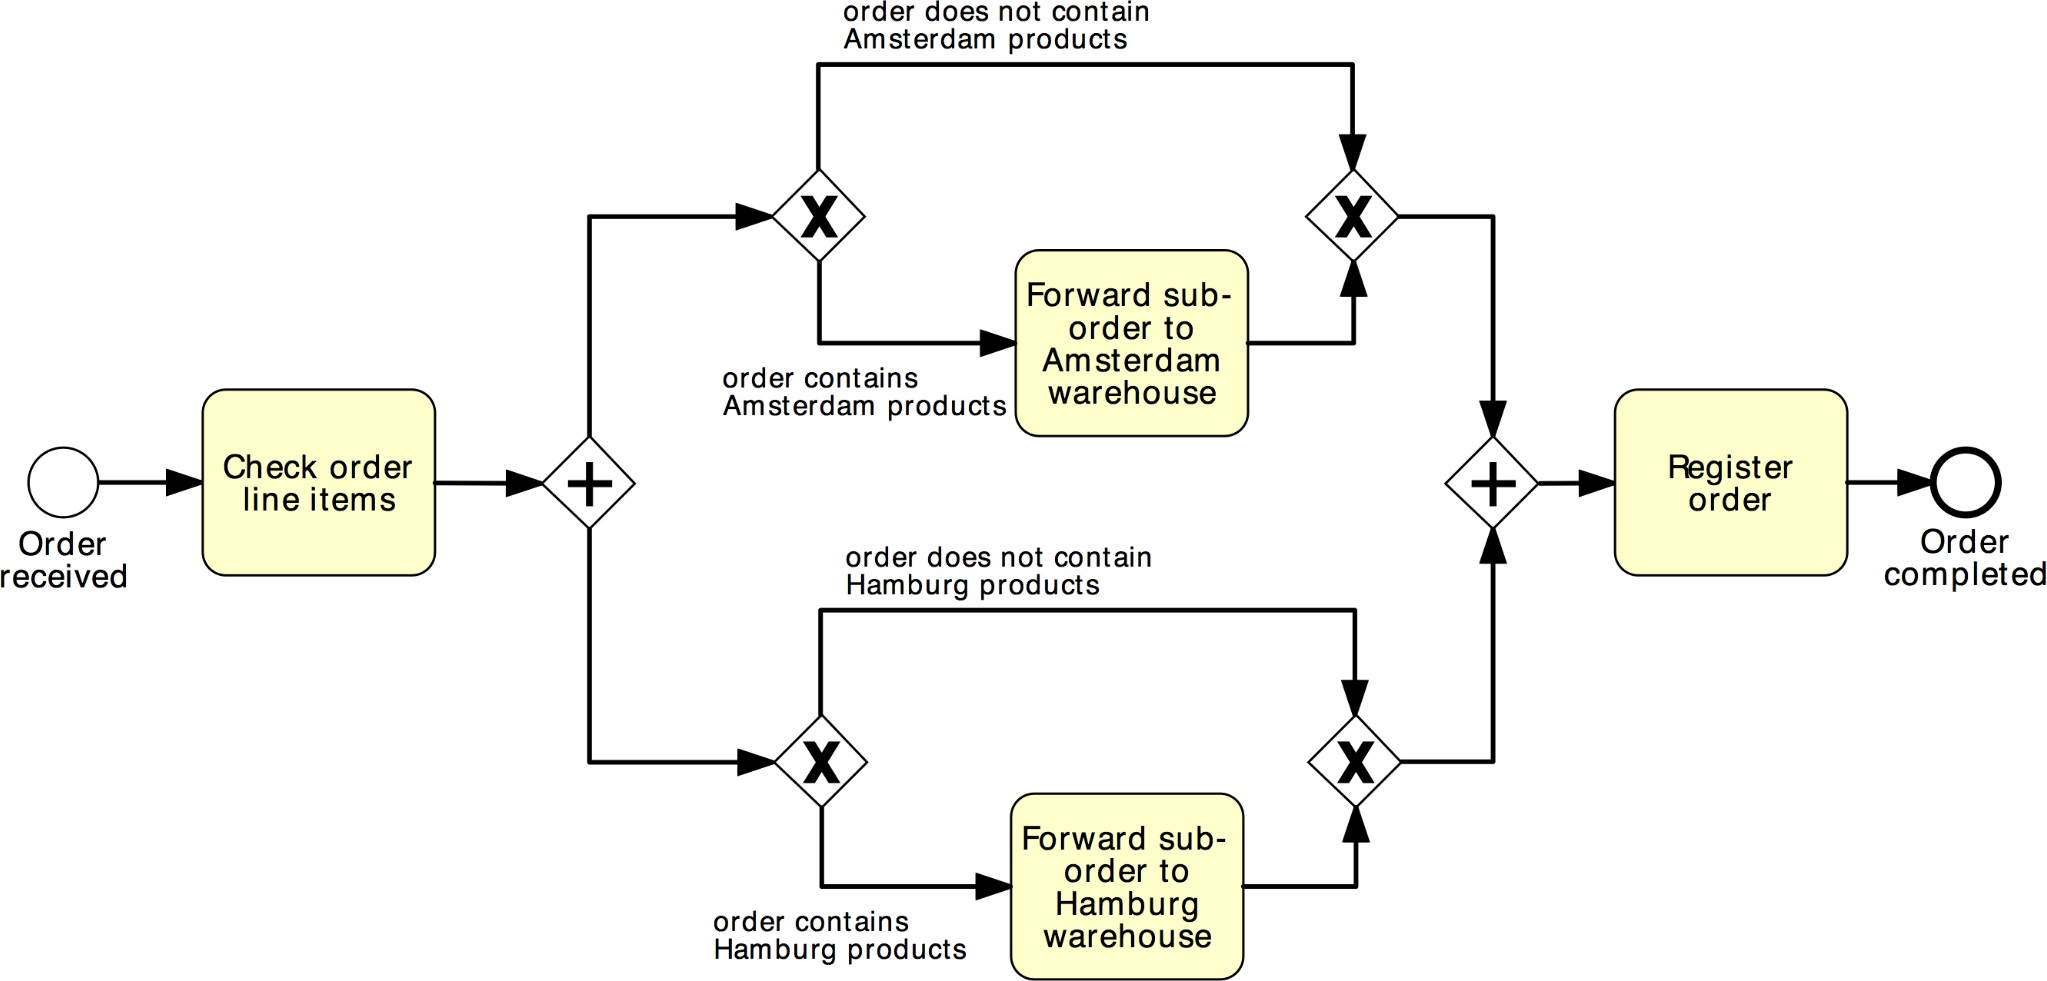 order does not contain
Amsterdam products
Forward sub-
order to
Amsterdam
warehouse
order contains
Amsterdam products
Check order
line items
Order
received
Register
order
Order
completed
order does not contain
Hamburg products
Forward sub-
order to
Hamburg
warehouse
order contains
Hamburg products